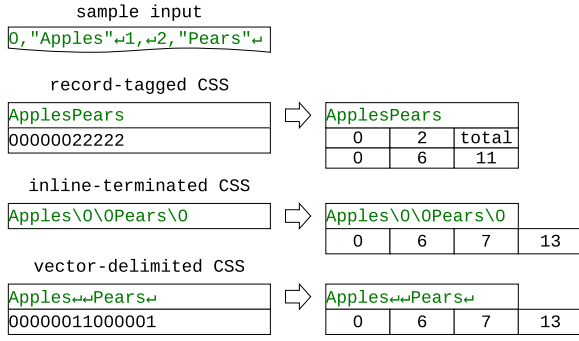 sample input
0,"Apples"↵1,↵2,"Pears"↵
record-tagged CSS
ApplesPears
00000022222
ApplesPears
0 2 total
0 6 11
inline-terminated CSS
Apples\0\0Pears\0
Apples\0\0Pears\0
0 6 7 13
vector-delimited CSS
Apples↵↵Pears↵
00000011000001
Apples↵↵Pears↵
0 6 7 13